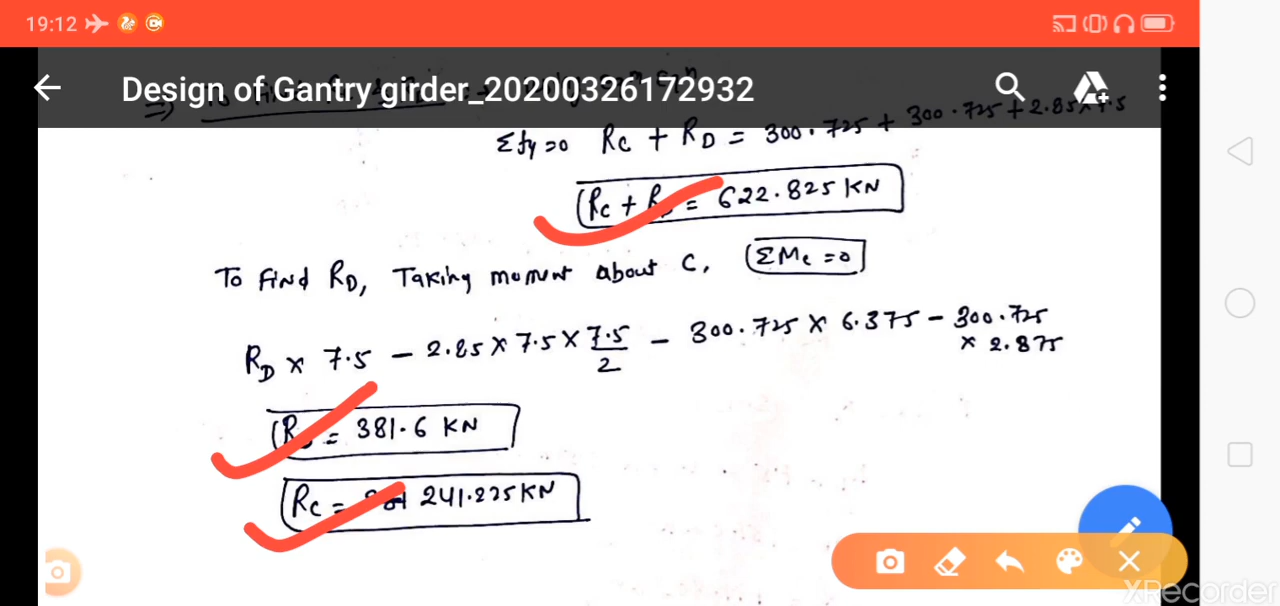 19:12
Design of Gantry girder_20200326172932
Σfy=0 Rc + RD = 300.725 + 300.725 + 2.85×7.5
Rc + R = 622.825 KN
To find RD, Taking moment about C, ΣMc =0
RD × 7.5 - 2.85 × 7.5 × 7.5/2 - 300.725 × 6.375 - 300.725
× 2.875
R = 381.6 KN
Rc = 241.225 KN
XRecorder